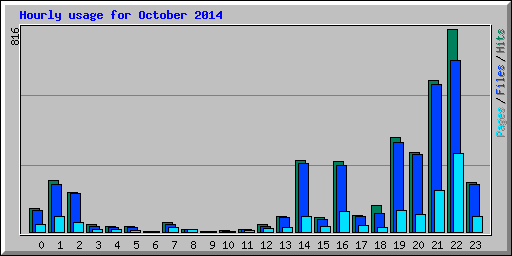 Hourly usage for October 2014
816
Pages/Files/Hits
0 1 2 3 4 5 6 7 8 9 10 11 12 13 14 15 16 17 18 19 20 21 22 23